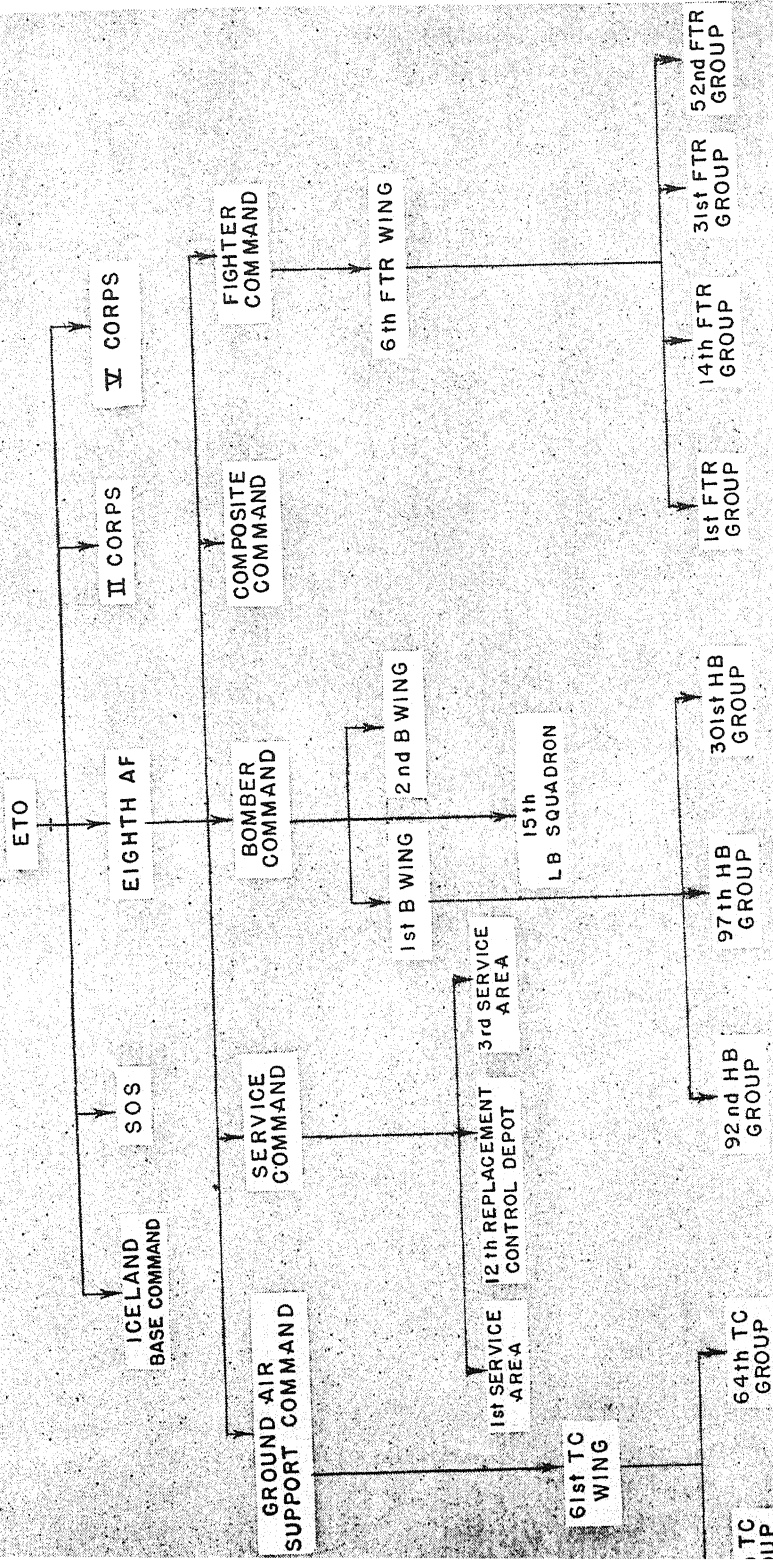 ETO
ICELAND
BASE COMMAND
SOS
EIGHTH AF
II CORPS
V CORPS
GROUND AIR
SUPPORT COMMAND
SERVICE
COMMAND
BOMBER
COMMAND
COMPOSITE
COMMAND
FIGHTER
COMMAND
1st B WING
2nd B WING
6th FTR WING
1st SERVICE
AREA
12th REPLACEMENT
CONTROL DEPOT
3rd SERVICE
AREA
15th
LB SQUADRON
61st TC
WING
92nd HB
GROUP
97th HB
GROUP
301st HB
GROUP
1st FTR
GROUP
14th FTR
GROUP
31st FTR
GROUP
52nd FTR
GROUP
TC
64th TC
GROUP